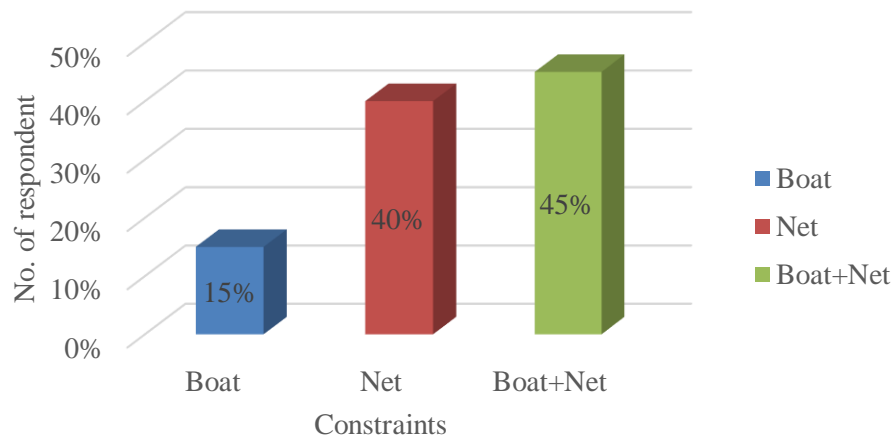 No. of respondent
50%
40%
30%
20%
10%
0%
15%
40%
45%
Boat
Net
Boat+Net
Constraints
Boat
Net
Boat+Net